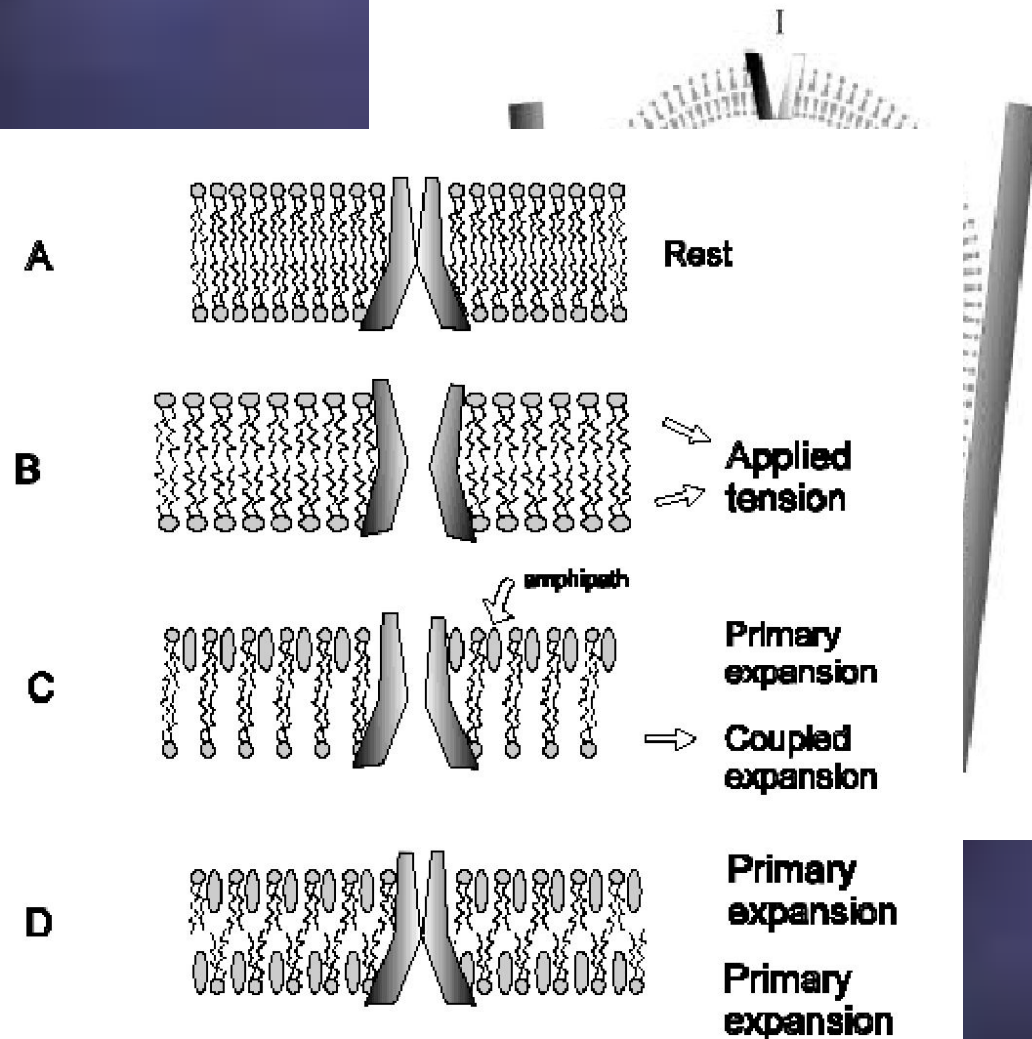 I
A
Rest
B
Applied
tension
amphipath
C
Primary
expansion
Coupled
expansion
D
Primary
expansion
Primary
expansion